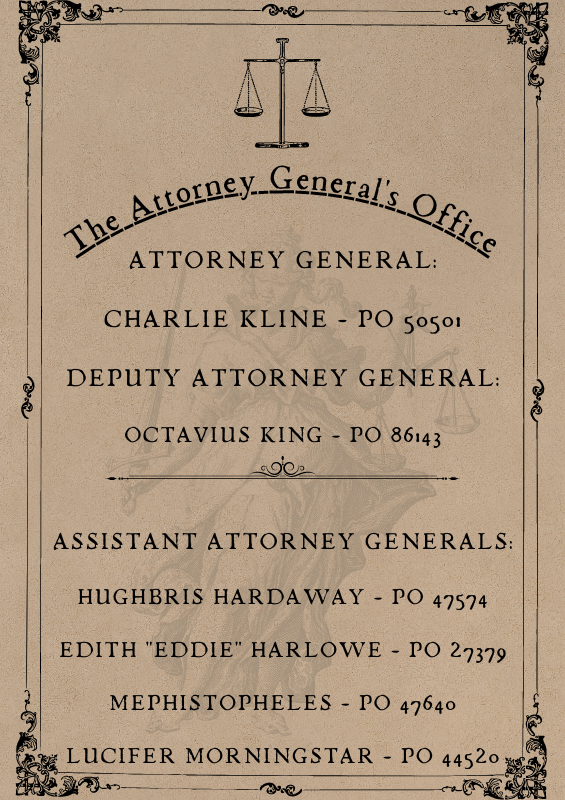 The Attorney General's Office
ATTORNEY GENERAL:
CHARLIE KLINE - PO 50501
DEPUTY ATTORNEY GENERAL:
OCTAVIUS KING - PO 86143
ASSISTANT ATTORNEY GENERALS:
HUGHBRIS HARDAWAY - PO 47574
EDITH "EDDIE" HARLOWE - PO 27379
MEPHISTOPHELES - PO 47640
LUCIFER MORNINGSTAR - PO 44520